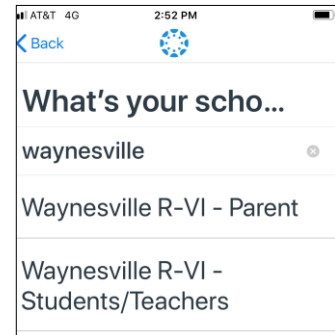 AT&T 4G 2:52 PM
Back
What's your scho...
waynesville
Waynesville R-VI - Parent
Waynesville R-VI -
Students/Teachers